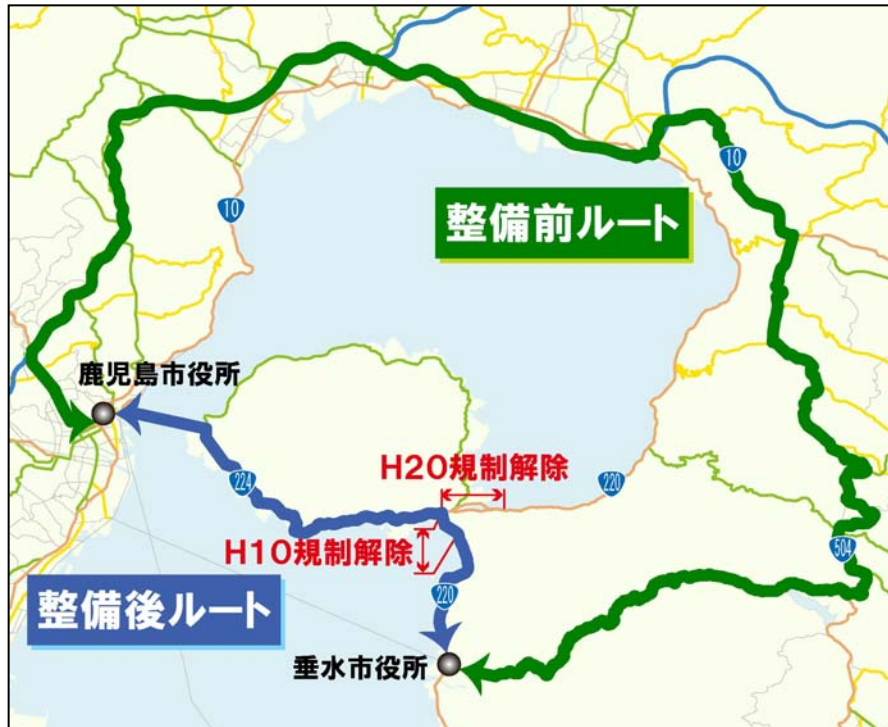 10
10
整備前ルート
鹿児島市役所
H20規制解除
224
220
H10規制解除
504
整備後ルート
220
垂水市役所